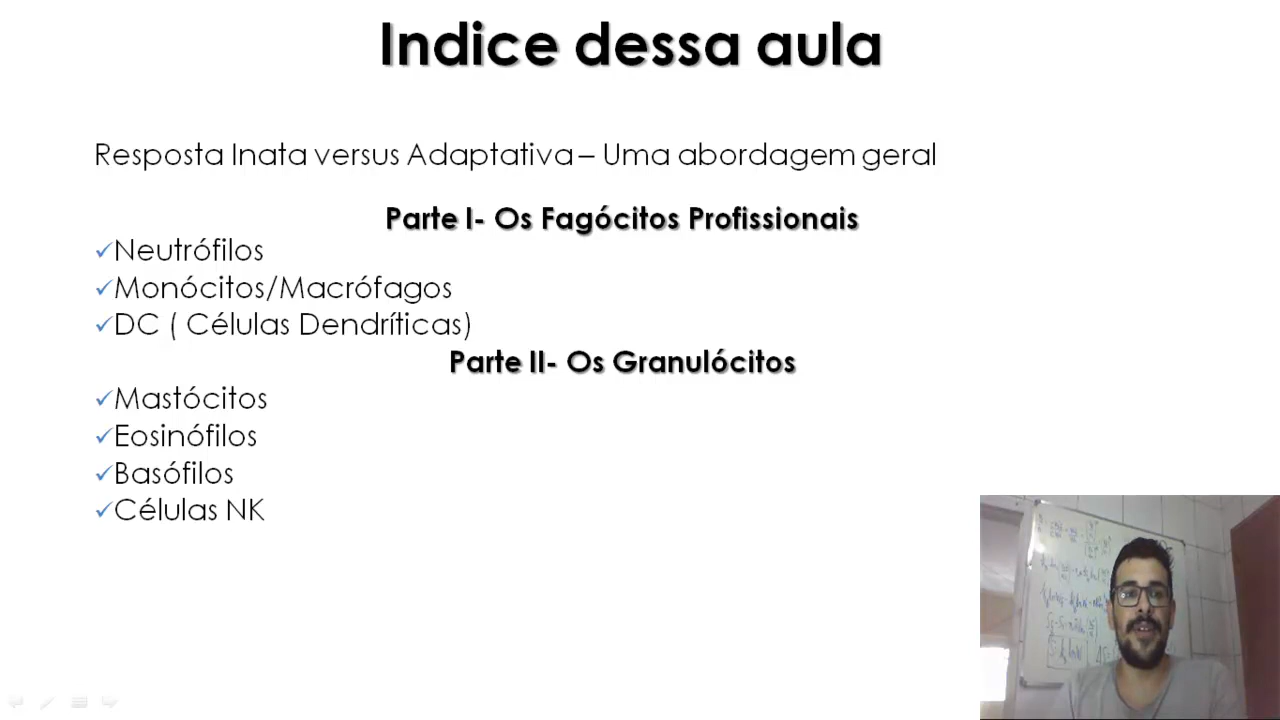 Indice dessa aula
Resposta Inata versus Adaptativa – Uma abordagem geral
Parte I- Os Fagócitos Profissionais
Neutrófilos
Monócitos/Macrófagos
DC ( Células Dendríticas)
Parte II- Os Granulócitos
Mastócitos
Eosinófilos
Basófilos
Células NK